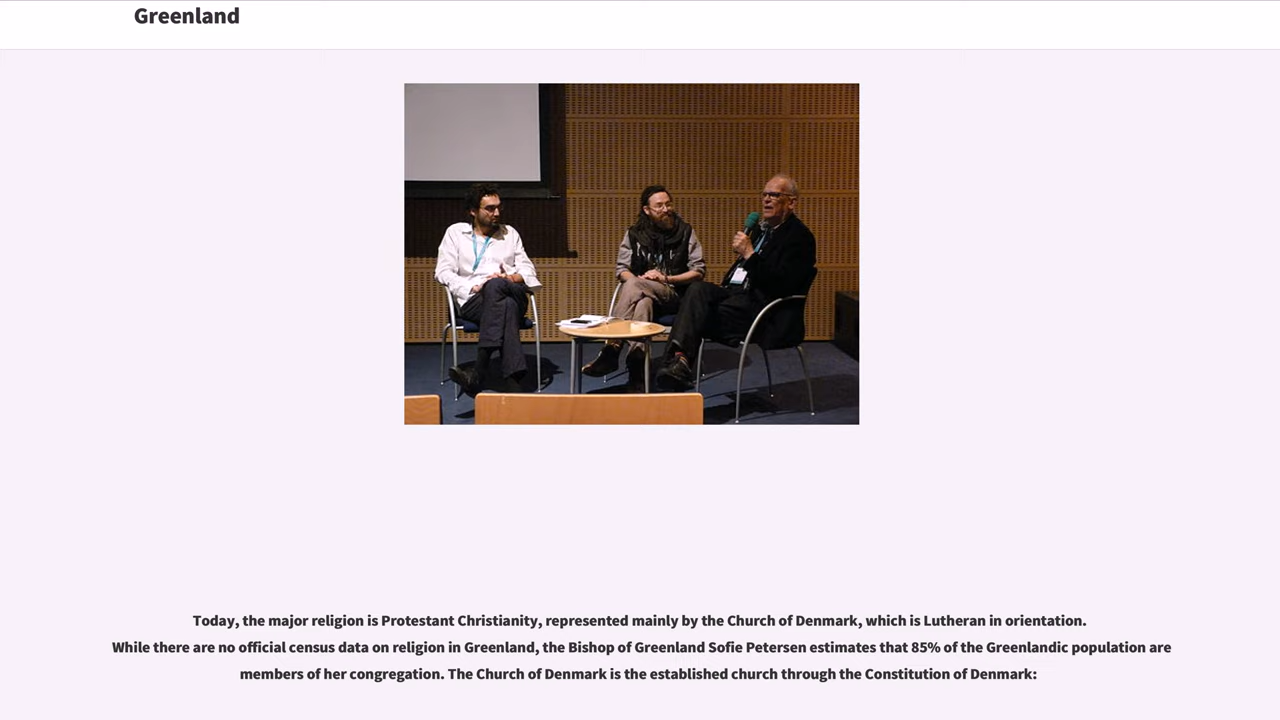 Greenland
Today, the major religion is Protestant Christianity, represented mainly by the Church of Denmark, which is Lutheran in orientation.
While there are no official census data on religion in Greenland, the Bishop of Greenland Sofie Petersen estimates that 85% of the Greenlandic population are
members of her congregation. The Church of Denmark is the established church through the Constitution of Denmark: